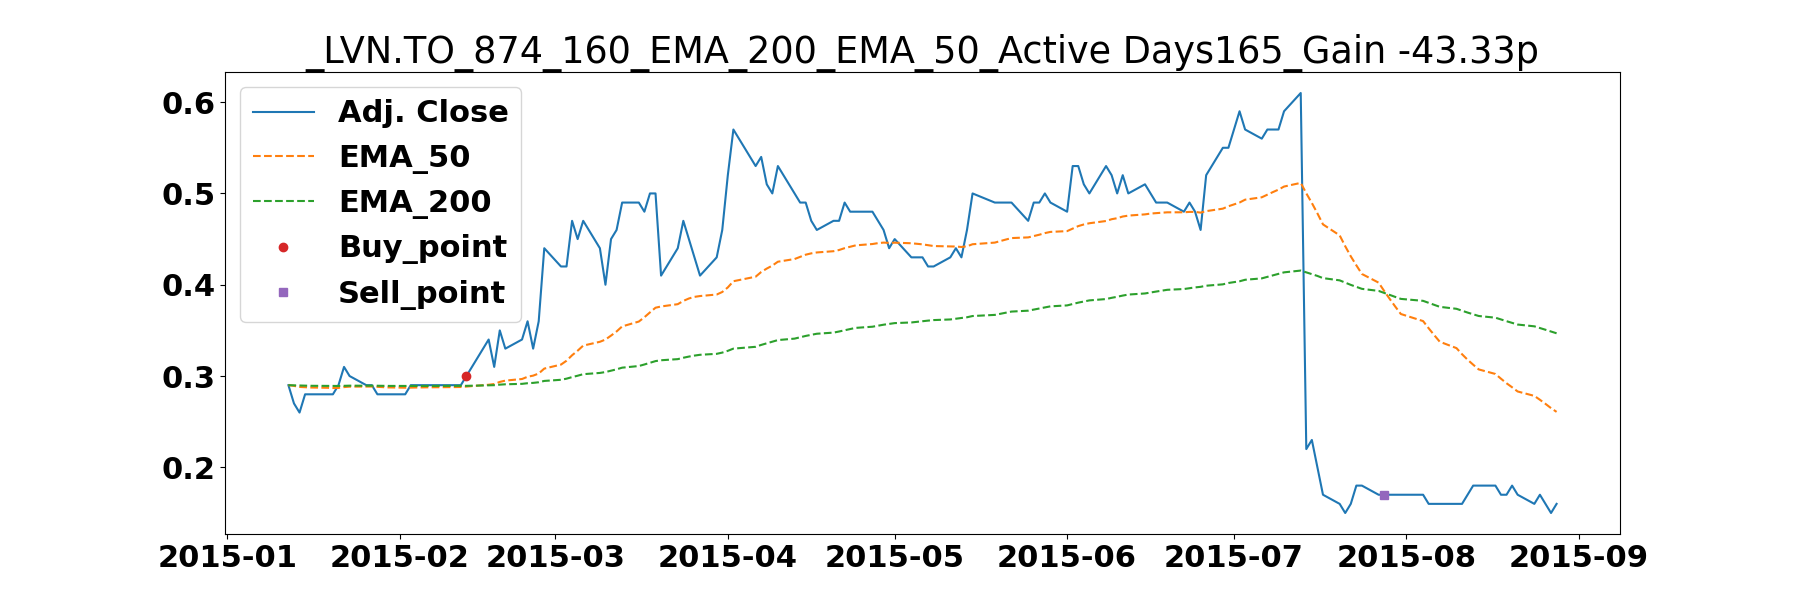 _LVN.TO_874_160_EMA_200_EMA_50_Active Days165_Gain -43.33p
Adj. Close
EMA_50
EMA_200
Buy_point
Sell_point
0.6
0.5
0.4
0.3
0.2
2015-01 2015-02 2015-03 2015-04 2015-05 2015-06 2015-07 2015-08 2015-09